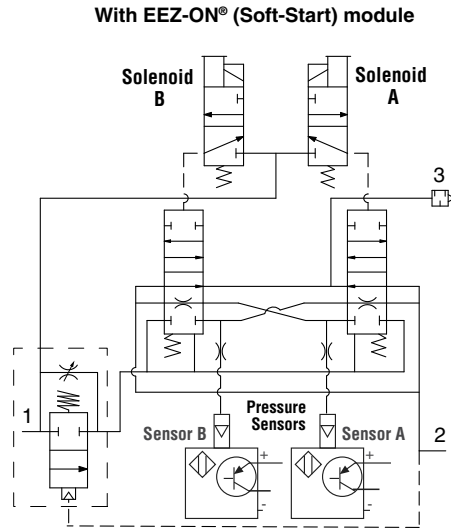 With EEZ-ON® (Soft-Start) module
Solenoid
B
Solenoid
A
3
1
Pressure
Sensors
Sensor B
Sensor A
2
+
-
+
-